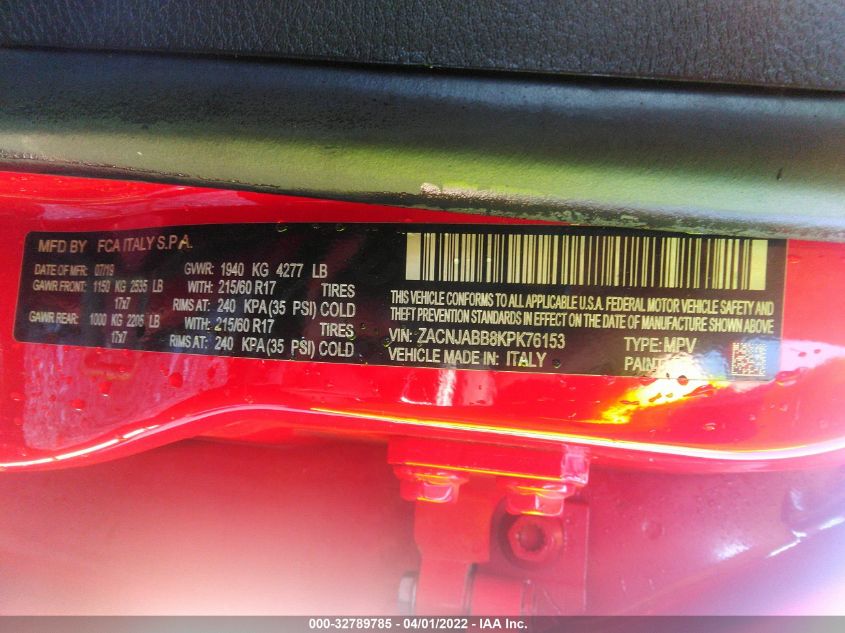 MFD BY FCA ITALY S.P.A.
DATE OF MFR: 07/19 GVWR: 1940 KG 4277 LB
GAWR FRONT: 1150 KG 2535 LB WITH: 215/60 R17 TIRES
17x7 RIMS AT: 240 KPA(35 PSI) COLD
GAWR REAR: 1000 KG 2205 LB WITH: 215/60 R17 TIRES
17x7 RIMS AT: 240 KPA(35 PSI) COLD
THIS VEHICLE CONFORMS TO ALL APPLICABLE U.S.A. FEDERAL MOTOR VEHICLE SAFETY AND
THEFT PREVENTION STANDARDS IN EFFECT ON THE DATE OF MANUFACTURE SHOWN ABOVE
VIN: ZACNJABB8KPK76153 TYPE: MPV
VEHICLE MADE IN: ITALY PAINT
000-32789785 - 04/01/2022 - IAA Inc.